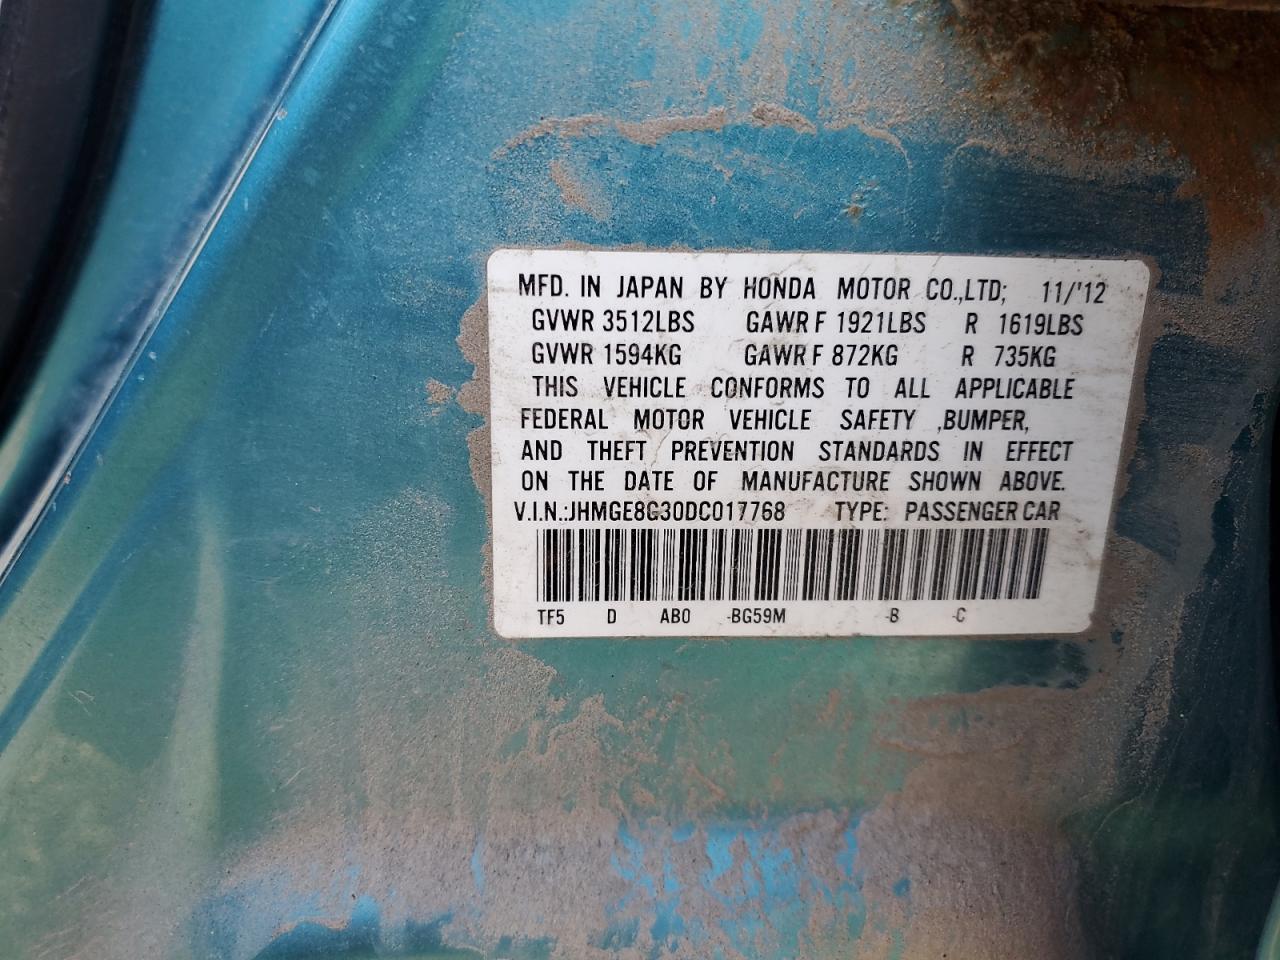 MFD. IN JAPAN BY HONDA MOTOR CO.,LTD; 11/'12
GVWR 3512LBS GAWR F 1921LBS R 1619LBS
GVWR 1594KG GAWR F 872KG R 735KG
THIS VEHICLE CONFORMS TO ALL APPLICABLE
FEDERAL MOTOR VEHICLE SAFETY ,BUMPER,
AND THEFT PREVENTION STANDARDS IN EFFECT
ON THE DATE OF MANUFACTURE SHOWN ABOVE.
V.I.N.:JHMGE8G30DC017768 TYPE: PASSENGER CAR
TF5 D AB0 -BG59M -B -C